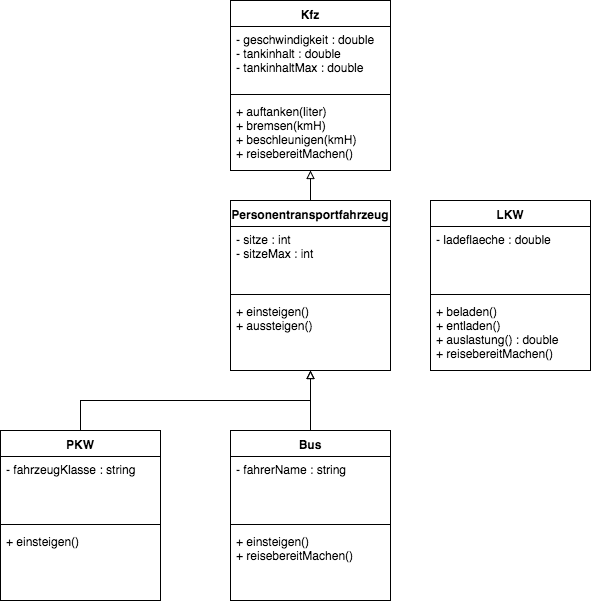 Kfz
- geschwindigkeit : double
- tankinhalt : double
- tankinhaltMax : double
+ auftanken(liter)
+ bremsen(kmH)
+ beschleunigen(kmH)
+ reisebereitMachen()
Personentransportfahrzeug
- sitze : int
- sitzeMax : int
+ einsteigen()
+ aussteigen()
LKW
- ladeflaeche : double
+ beladen()
+ entladen()
+ auslastung() : double
+ reisebereitMachen()
PKW
- fahrzeugKlasse : string
+ einsteigen()
Bus
- fahrerName : string
+ einsteigen()
+ reisebereitMachen()